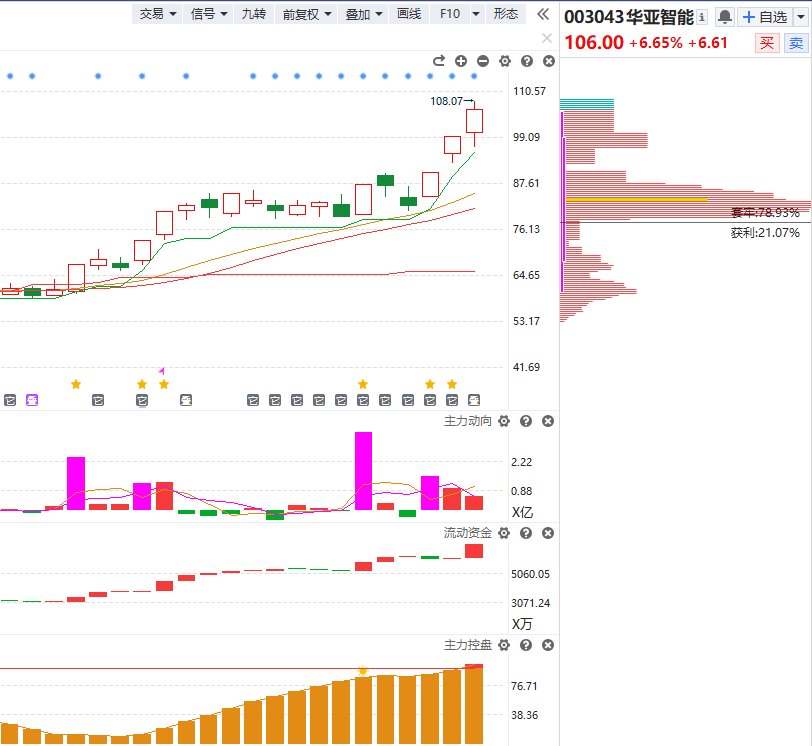 交易 信号 九转 前复权 叠加 画线 F10 形态
003043 华亚智能 自选
106.00 +6.65% +6.61 买 卖
108.07
110.57
99.09
87.61
76.13
64.65
53.17
41.69
套牢:78.93%
获利:21.07%
主力动向
2.22
0.88
X亿
流动资金
5060.05
3071.24
X万
主力控盘
76.71
38.36